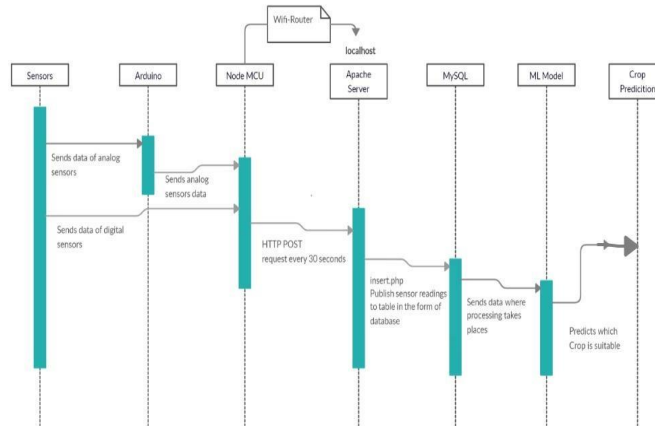 Wifi-Router
localhost
Sensors
Arduino
Node MCU
Apache
Server
MySQL
ML Model
Crop
Predicition
Sends data of analog
sensors
Sends analog
sensors data
Sends data of digital
sensors
HTTP POST
request every 30 seconds
insert.php
Publish sensor readings
to table in the form of
database
Sends data where
processing takes
places
Predicts which
Crop is suitable